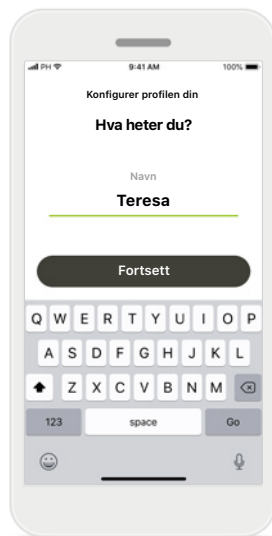 PH 9:41 AM 100%
Konfigurer profilen din
Hva heter du?
Navn
Teresa
Fortsett
Q W E R T Y U I O P
A S D F G H J K L
Z X C V B N M
123 space Go